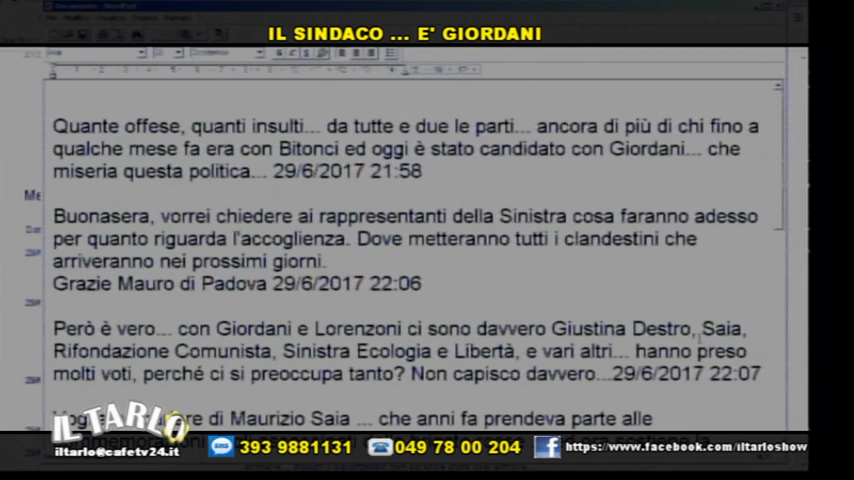 IL SINDACO ... E' GIORDANI
Quante offese, quanti insulti... da tutte e due le parti... ancora di più di chi fino a
qualche mese fa era con Bitonci ed oggi è stato candidato con Giordani... che
miseria questa politica... 29/6/2017 21:58
Buonasera, vorrei chiedere ai rappresentanti della Sinistra cosa faranno adesso
per quanto riguarda l'accoglienza. Dove metteranno tutti i clandestini che
arriveranno nei prossimi giorni.
Grazie Mauro di Padova 29/6/2017 22:06
Però è vero... con Giordani e Lorenzoni ci sono davvero Giustina Destro, Saia,
Rifondazione Comunista, Sinistra Ecologia e Libertà, e vari altri... hanno preso
molti voti, perché ci si preoccupa tanto? Non capisco davvero...29/6/2017 22:07
di Maurizio Saia ... che anni fa prendeva parte alle
IL TARLO
iltarlo@cafetv24.it
SMS 393 9881131
049 78 00 204
f https://www.facebook.com/iltarloshow